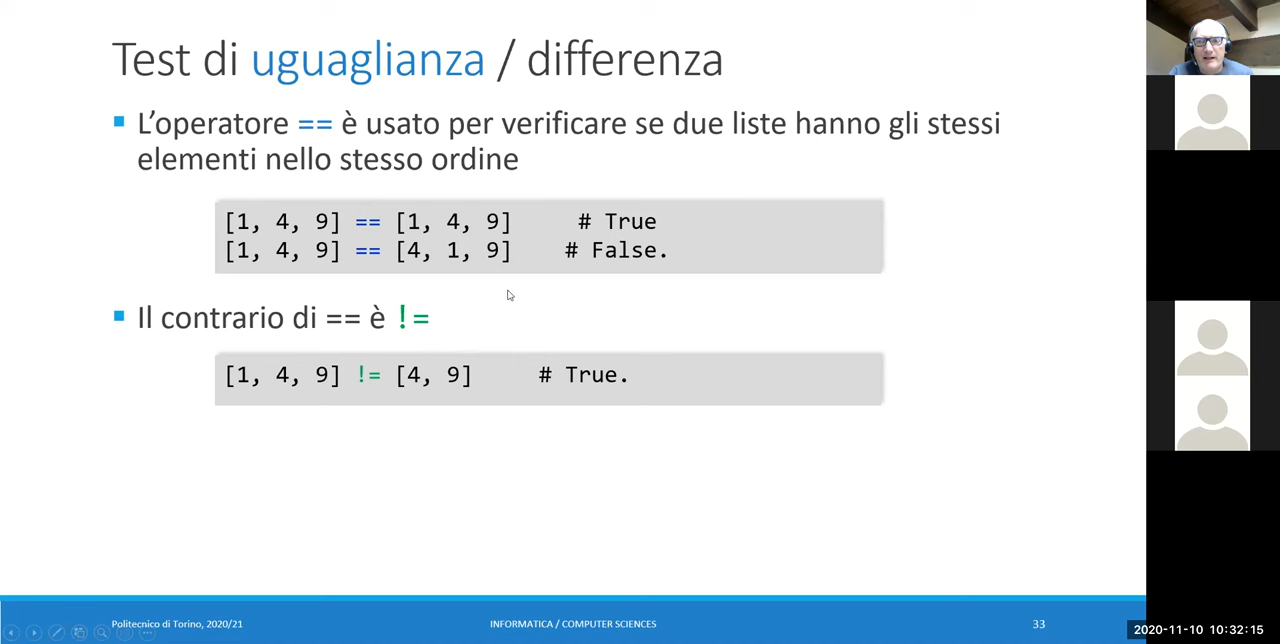 Test di uguaglianza / differenza
L’operatore == è usato per verificare se due liste hanno gli stessi
elementi nello stesso ordine
[1, 4, 9] == [1, 4, 9]     # True
[1, 4, 9] == [4, 1, 9]    # False.
Il contrario di == è !=
[1, 4, 9] != [4, 9]     # True.
Politecnico di Torino, 2020/21
INFORMATICA / COMPUTER SCIENCES
33
2020-11-10 10:32:15